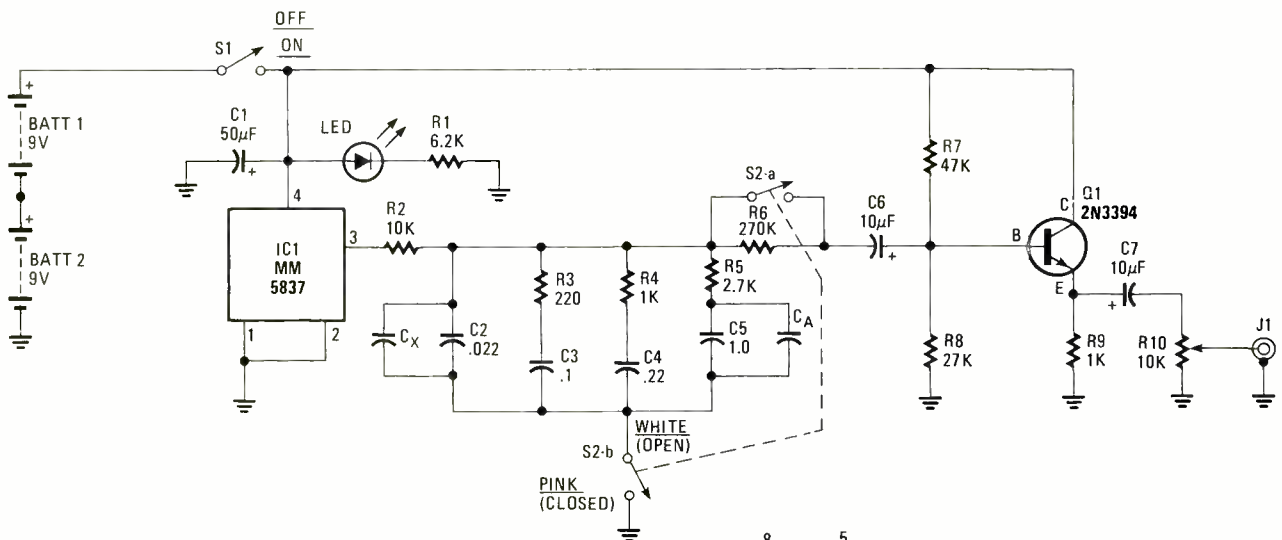 OFF
ON
S1
+
BATT 1
9V
+
BATT 2
9V
C1
50µF
+
LED
R1
6.2K
4
IC1
MM
5837
3
1
2
R2
10K
CX
C2
.022
R3
220
C3
.1
R4
1K
C4
.22
R5
2.7K
C5
1.0
CA
S2-a
R6
270K
C6
10µF
+
R7
47K
R8
27K
Q1
2N3394
C
B
E
C7
10µF
+
R9
1K
R10
10K
J1
WHITE
(OPEN)
S2-b
PINK
(CLOSED)
8 5